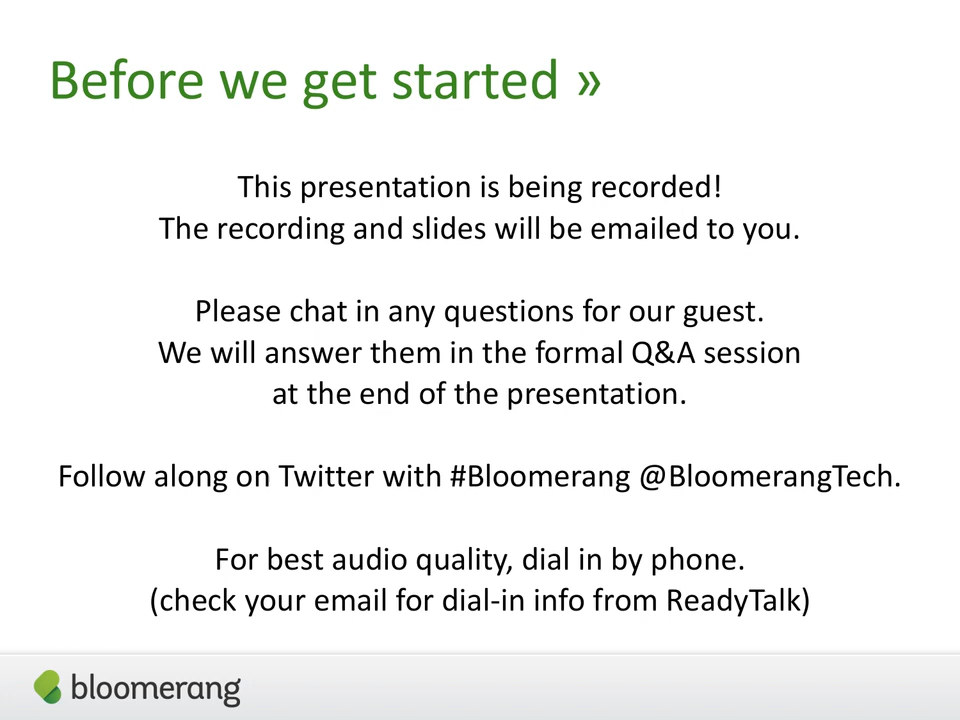 Before we get started »
This presentation is being recorded!
The recording and slides will be emailed to you.
Please chat in any questions for our guest.
We will answer them in the formal Q&A session
at the end of the presentation.
Follow along on Twitter with #Bloomerang @BloomerangTech.
For best audio quality, dial in by phone.
(check your email for dial-in info from ReadyTalk)
bloomerang